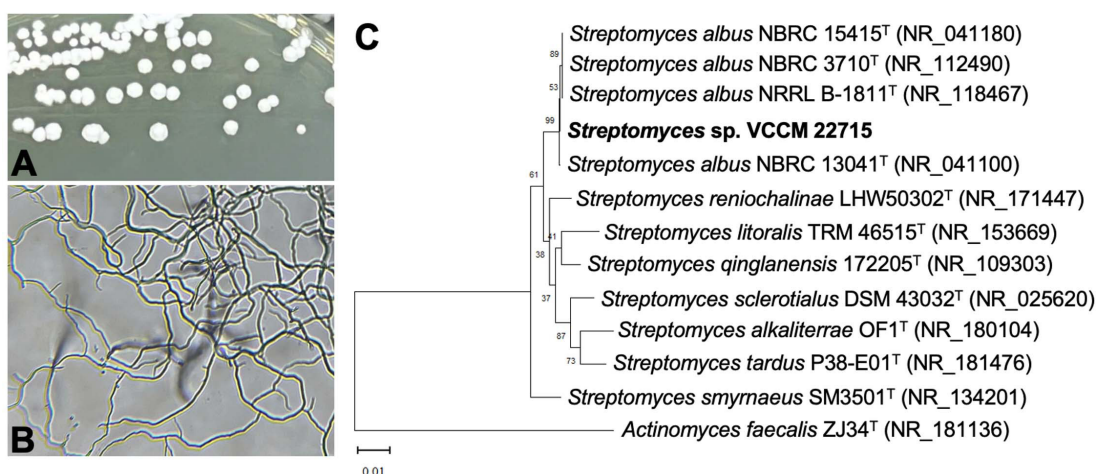 A
B
C
Streptomyces albus NBRC 15415ᵀ (NR_041180)
89
Streptomyces albus NBRC 3710ᵀ (NR_112490)
53
Streptomyces albus NRRL B-1811ᵀ (NR_118467)
99
Streptomyces sp. VCCM 22715
Streptomyces albus NBRC 13041ᵀ (NR_041100)
61
Streptomyces reniochalinae LHW50302ᵀ (NR_171447)
Streptomyces litoralis TRM 46515ᵀ (NR_153669)
41
38
Streptomyces qinglanensis 172205ᵀ (NR_109303)
37
Streptomyces sclerotialus DSM 43032ᵀ (NR_025620)
Streptomyces alkaliterrae OF1ᵀ (NR_180104)
87
73
Streptomyces tardus P38-E01ᵀ (NR_181476)
Streptomyces smyrnaeus SM3501ᵀ (NR_134201)
Actinomyces faecalis ZJ34ᵀ (NR_181136)
0.01